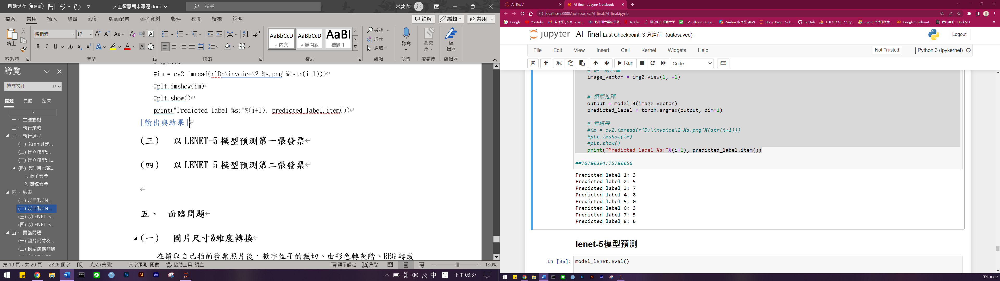 自動儲存 關閉 人工智慧期末專題.docx 搜尋 常葳 陳
檔案 常用 插入 繪圖 設計 版面配置 參考資料 郵件 校閱 檢視 說明 註解 編輯 共用
貼上 標楷體 12
B I U
AaBbCcD AaBbCcD AaBl
內文 無間距 標題 1
尋找
取代
選取
聽寫 敏感度 編輯器
剪貼簿 字型 段落 樣式 編輯 語音 敏感度 編輯器
導覽
搜尋文件
標題 頁面 結果
一、 主題動機
二、 執行策略
三、 執行過程
(一) 以mnist建...
(二) 建立模型:...
(三) 建立模型: L...
(四) 處理自己蒐...
1. 電子發票
2. 傳統發票
四、 結果
(一) 以自製CN...
(二) 以自製CN...
(三) 以LENET-5...
(四) 以LENET-5...
五、 面臨問題
(一) 圖片尺寸&...
(二) 模型建構問題
#im = cv2.imread(r'D:\invoice\2-%s.png'%(str(i+1)))
#plt.imshow(im)
#plt.show()
print("Predicted label %s:"%(i+1), predicted_label.item())
[輸出與結果]
(三) 以 LENET-5 模型預測第一張發票
(四) 以 LENET-5 模型預測第二張發票
五、 面臨問題
(一) 圖片尺寸&維度轉換
在讀取自己拍的發票照片後，數字位子的裁切、由彩色轉灰階、RBG 轉成
第 19 頁，共 20 頁 2826 個字 英文 (美國) 文字預測: 開啟 協助工具: 調查 顯示設定 焦點 130%
中 下午 03:37
AI_final/ AI_final - Jupyter Notebook
localhost:8888/notebooks/AI_final/AI_final.ipynb
Google YouTube 收件匣 (393) - vivia... 彰化師大雲端學院 Netflix 國立彰化師範大學 2.2 million+ Stunn... Zimbra: 收件匣 (462) Home Page - Sele... GitHub 120.107.152.110 /... ewant 育網開放教... Google Colaborat... 我的筆記 - HackMD
jupyter AI_final Last Checkpoint: 3 分鐘前 (autosaved) Logout
File Edit View Insert Cell Kernel Widgets Help Not Trusted Python 3 (ipykernel)
Run Code
# 轉一維向量
image_vector = img2.view(1, -1)
# 模型推理
output = model_3(image_vector)
predicted_label = torch.argmax(output, dim=1)
# 看結果
#im = cv2.imread(r'D:\invoice\2-%s.png'%(str(i+1)))
#plt.imshow(im)
#plt.show()
print("Predicted label %s:"%(i+1), predicted_label.item())
##76780394:75780056
Predicted label 1: 3
Predicted label 2: 5
Predicted label 3: 7
Predicted label 4: 8
Predicted label 5: 0
Predicted label 6: 3
Predicted label 7: 5
Predicted label 8: 6
lenet-5模型預測
In [35]: model_lenet.eval()
下午 03:37